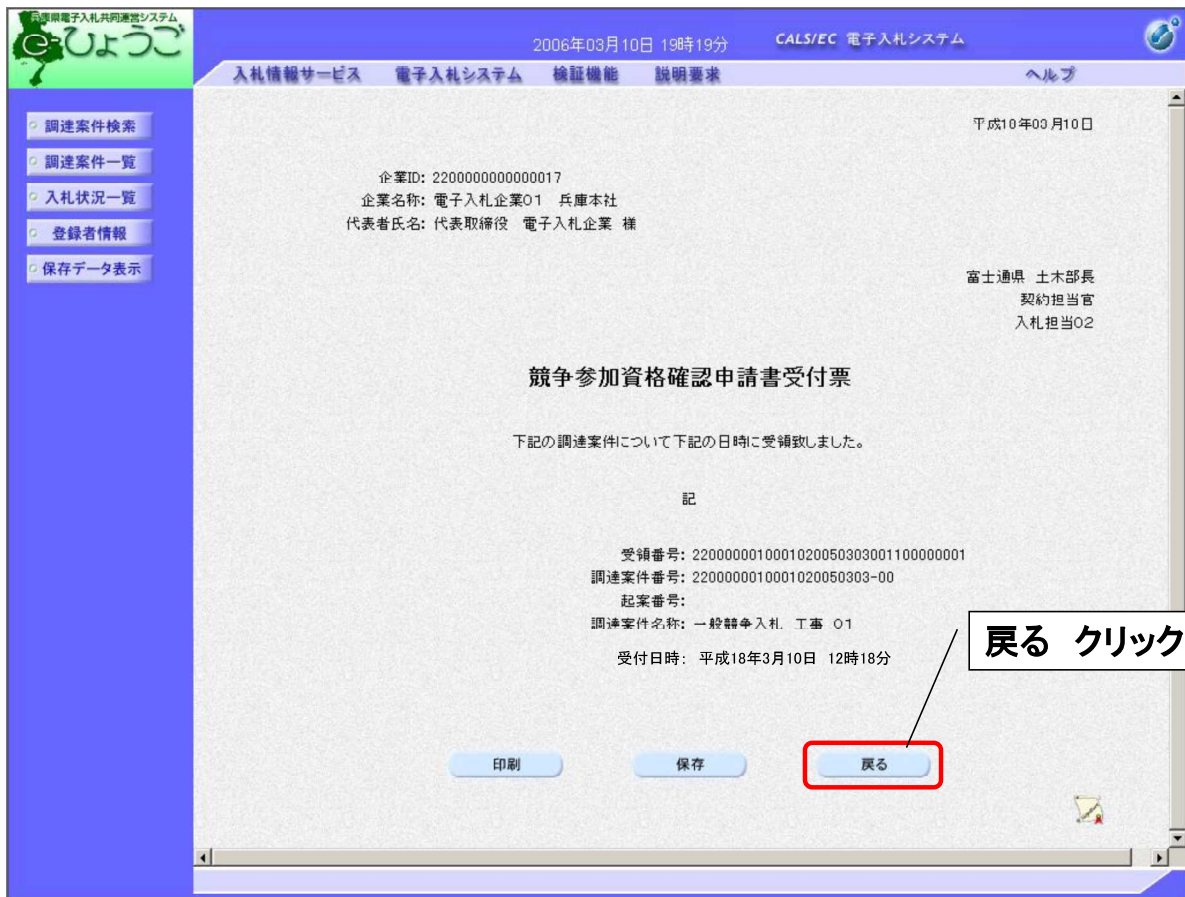 兵庫県電子入札共同運営システム
eひょうご
2006年03月10日 19時19分
CALS/EC 電子入札システム
入札情報サービス 電子入札システム 検証機能 説明要求 ヘルプ
調達案件検索
調達案件一覧
入札状況一覧
登録者情報
保存データ表示
平成18年03月10日
企業ID: 2200000000000017
企業名称: 電子入札企業01 兵庫本社
代表者氏名: 代表取締役 電子入札企業 様
富士通県 土木部長
契約担当官
入札担当02
競争参加資格確認申請書受付票
下記の調達案件について下記の日時に受領致しました。
記
受領番号: 22000000100010200503030011000000​01
調達案件番号: 2200000010001020050303-00
起案番号:
調達案件名称: 一般競争入札 工事 01
受付日時: 平成18年3月10日 12時18分
戻る クリック
印刷 保存 戻る